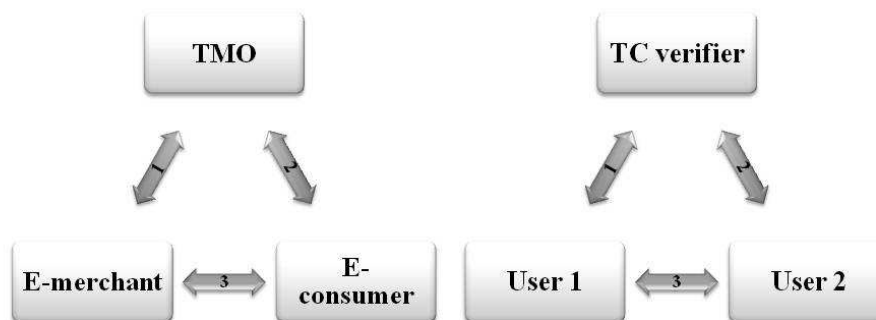 TMO
TC verifier
1
2
1
2
E-merchant
3
E-
consumer
User 1
3
User 2